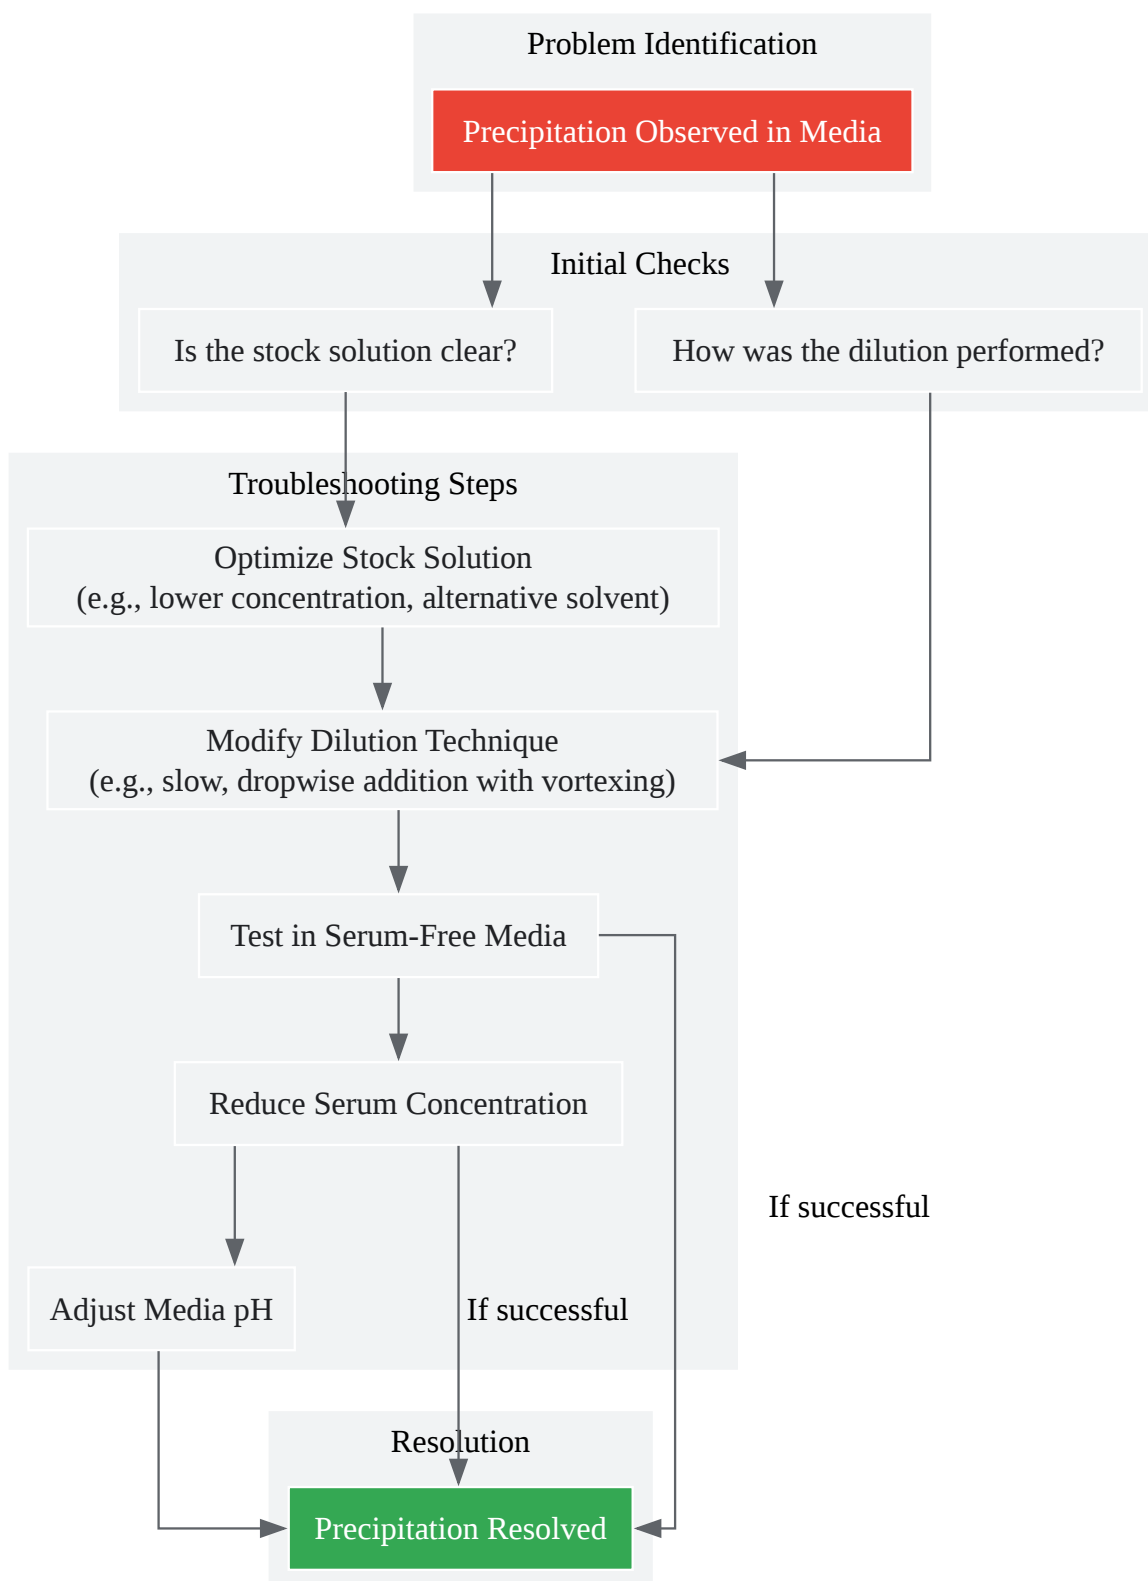 Problem Identification
Precipitation Observed in Media
Initial Checks
Is the stock solution clear?
How was the dilution performed?
Troubleshooting Steps
Optimize Stock Solution
(e.g., lower concentration, alternative solvent)
Modify Dilution Technique
(e.g., slow, dropwise addition with vortexing)
Test in Serum-Free Media
Reduce Serum Concentration
If successful
Adjust Media pH
If successful
Resolution
Precipitation Resolved